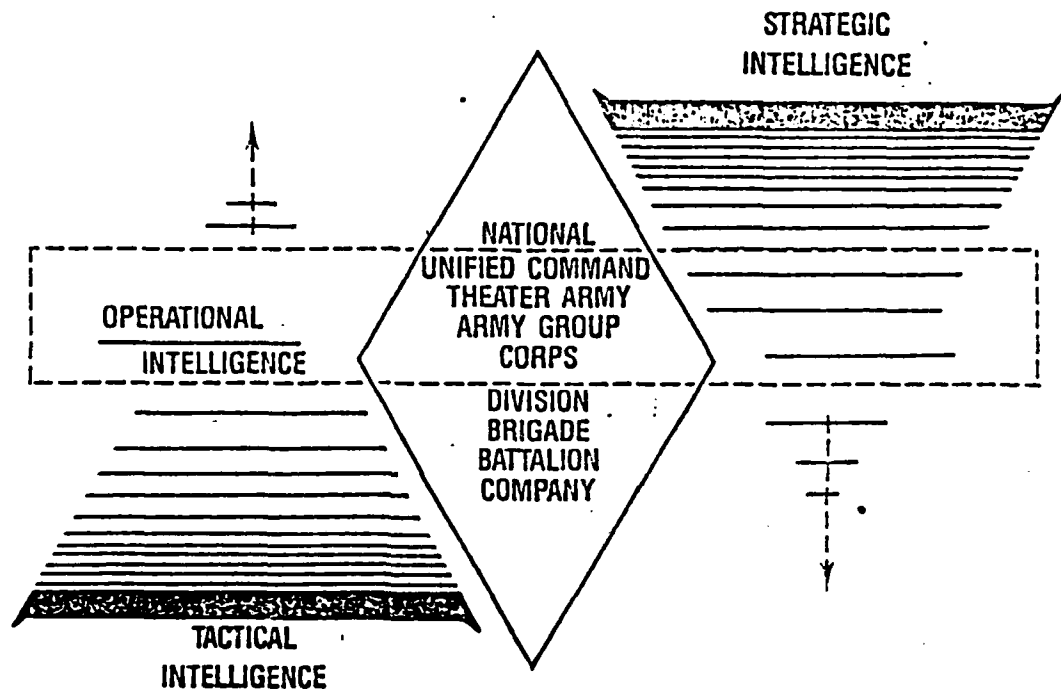 STRATEGIC
INTELLIGENCE
NATIONAL
UNIFIED COMMAND
THEATER ARMY
ARMY GROUP
CORPS
OPERATIONAL
INTELLIGENCE
DIVISION
BRIGADE
BATTALION
COMPANY
TACTICAL
INTELLIGENCE